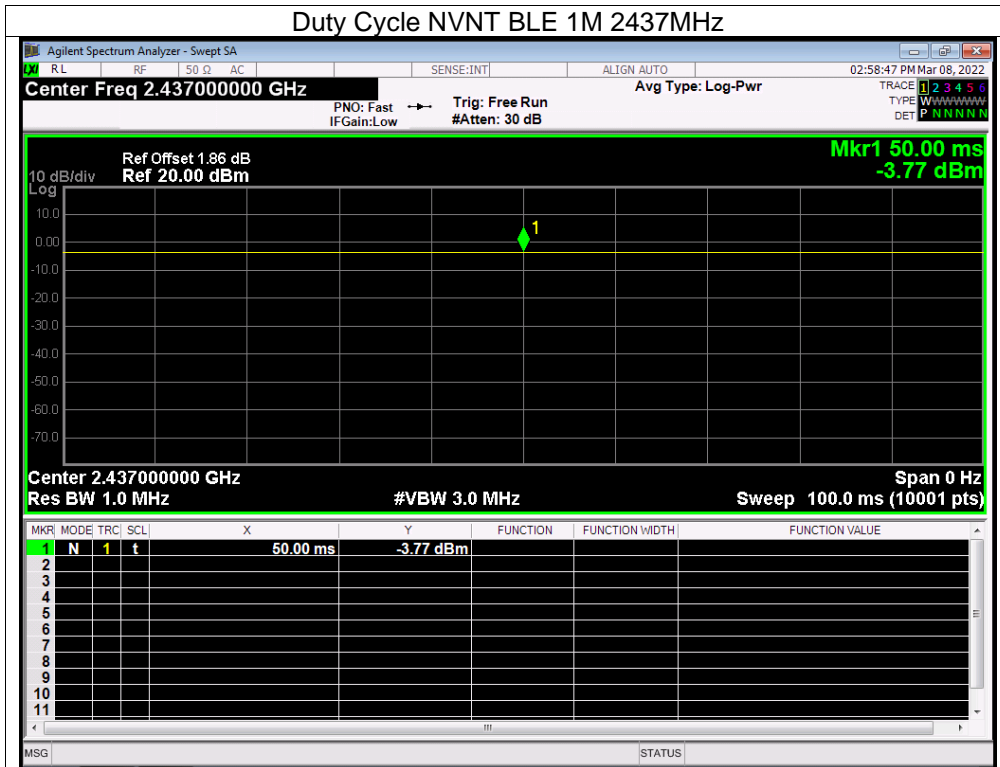 Duty Cycle NVNT BLE 1M 2437MHz
Agilent Spectrum Analyzer - Swept SA
LXI RL RF 50 Ω AC SENSE:INT ALIGN AUTO 02:58:47 PM Mar 08, 2022
Center Freq 2.437000000 GHz Avg Type: Log-Pwr TRACE 1 2 3 4 5 6
PNO: Fast Trig: Free Run TYPE WWWWWW
IFGain:Low #Atten: 30 dB DET P N N N N N
Mkr1 50.00 ms
Ref Offset 1.86 dB
10 dB/div Ref 20.00 dBm -3.77 dBm
Log
10.0
1
0.00
-10.0
-20.0
-30.0
-40.0
-50.0
-60.0
-70.0
Center 2.437000000 GHz Span 0 Hz
Res BW 1.0 MHz #VBW 3.0 MHz Sweep 100.0 ms (10001 pts)
MKR MODE TRC SCL X Y FUNCTION FUNCTION WIDTH FUNCTION VALUE
1 N 1 t 50.00 ms -3.77 dBm
2
3
4
5
6
7
8
9
10
11
MSG STATUS